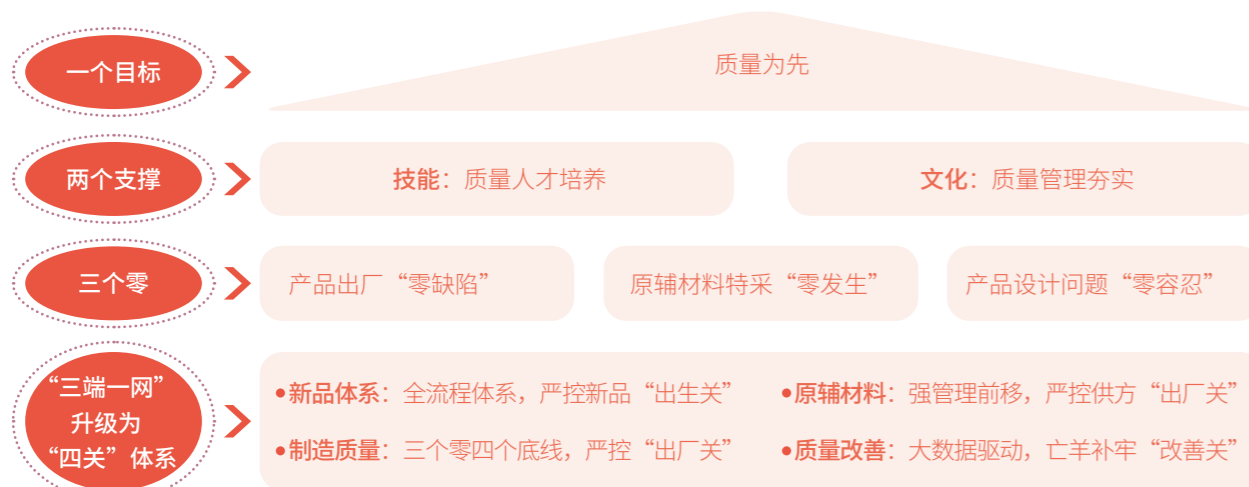 一个目标
质量为先
两个支撑
技能：质量人才培养
文化：质量管理夯实
三个零
产品出厂“零缺陷”
原辅材料特采“零发生”
产品设计问题“零容忍”
“三端一网”
升级为
“四关”体系
•新品体系：全流程体系，严控新品“出生关”
•原辅材料：强管理前移，严控供方“出厂关”
•制造质量：三个零四个底线，严控“出厂关”
•质量改善：大数据驱动，亡羊补牢“改善关”